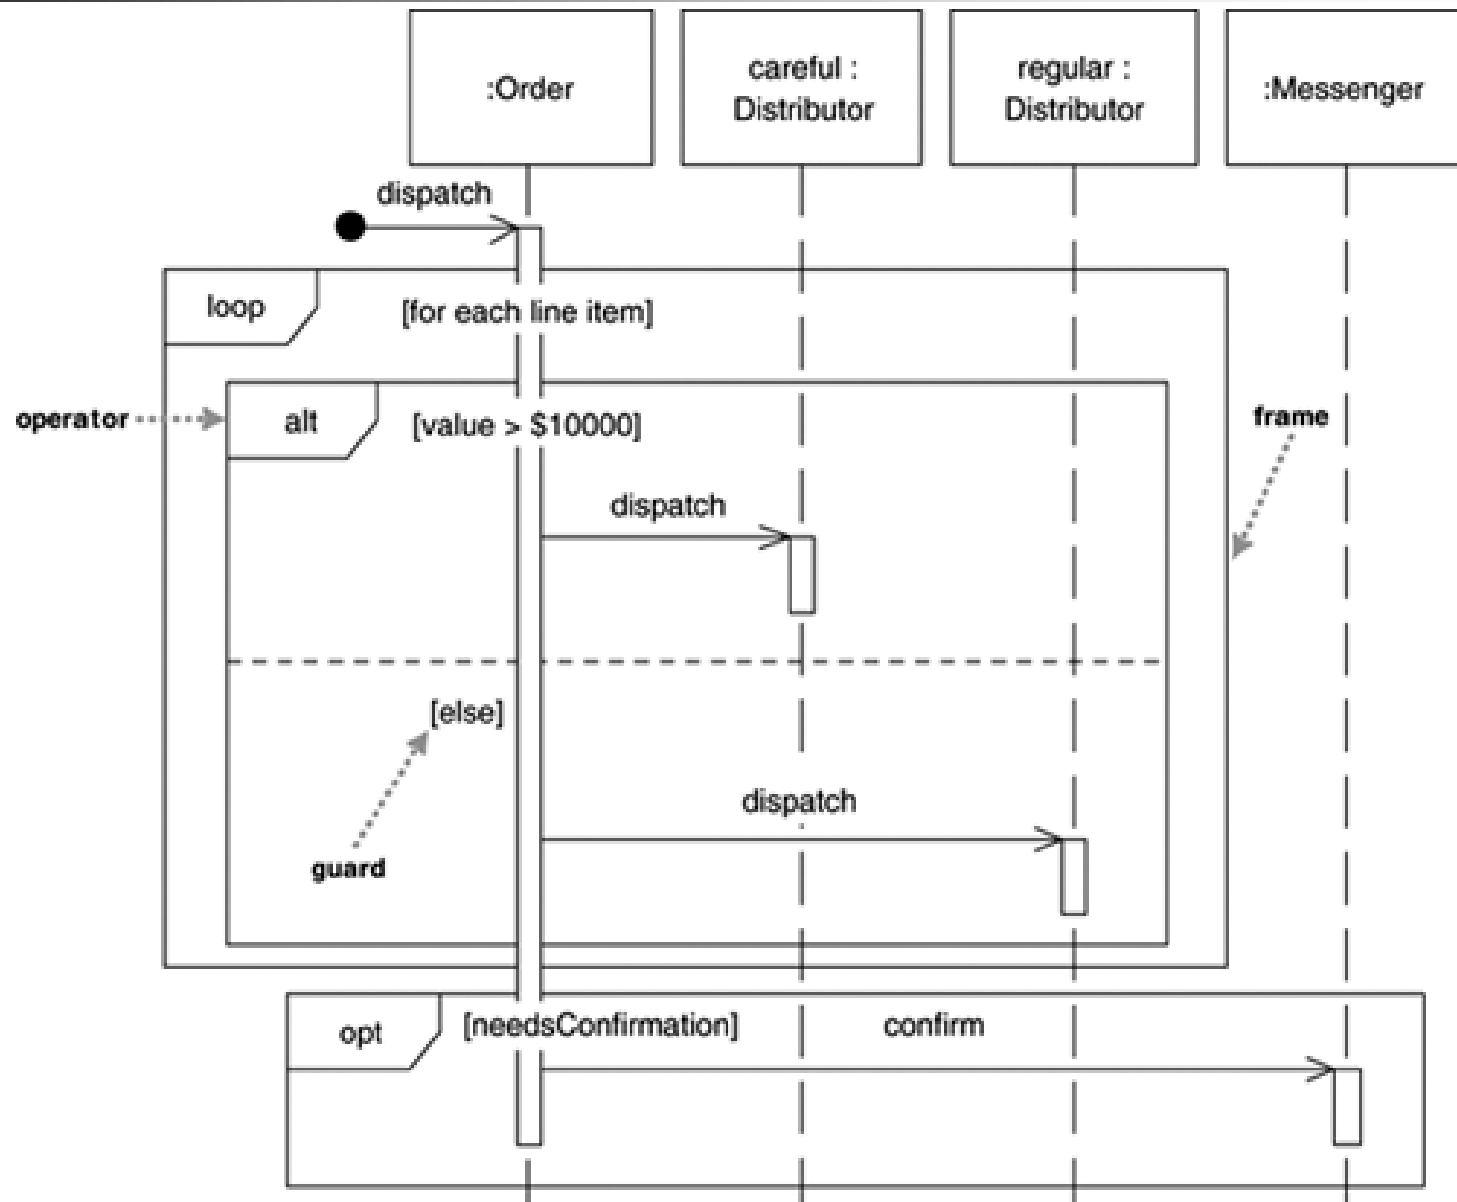 :Order
careful :
Distributor
regular :
Distributor
:Messenger
dispatch
loop
[for each line item]
operator
alt
[value > $10000]
frame
dispatch
[else]
dispatch
guard
opt
[needsConfirmation]
confirm